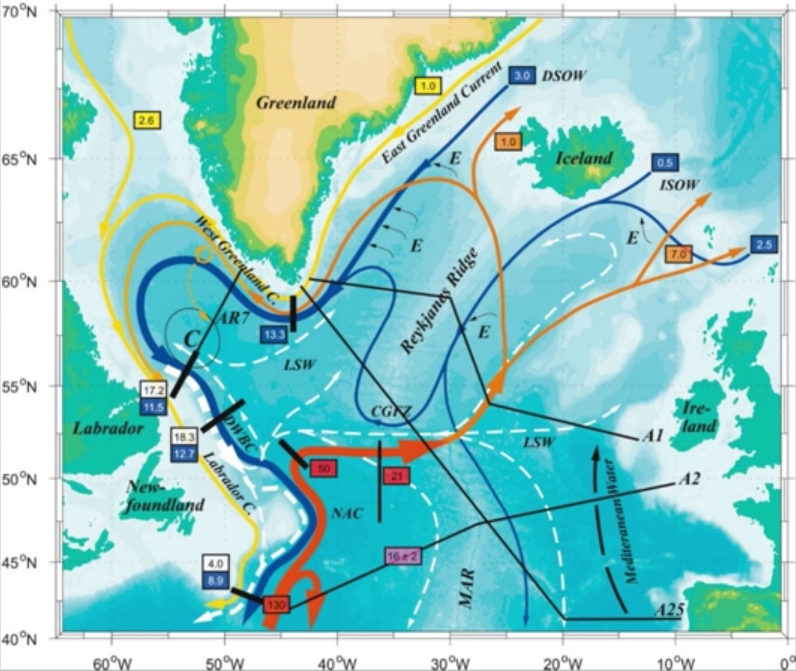 70°N
65°N
60°N
55°N
50°N
45°N
40°N
60°W
50°W
40°W
30°W
20°W
10°W
0°
Greenland
1.0
3.0
DSOW
East Greenland Current
2.6
1.0
Iceland
0.5
ISOW
E
E
E
E
7.0
2.5
West Greenland C.
Reykjanes Ridge
AR7
C
13.3
LSW
17.2
11.5
CGFZ
Labrador
18.3
12.7
DWBC
Labrador C.
Ire-
land
A1
LSW
50
21
A2
New-
foundland
NAC
Mediterranean Water
16 ± 2
4.0
8.9
130
MAR
A25